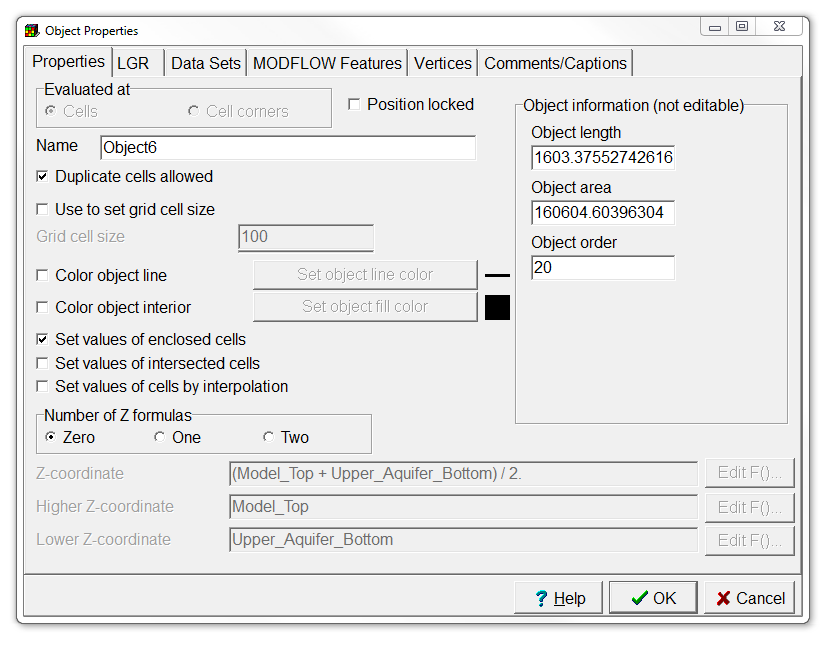 Object Properties
Properties LGR Data Sets MODFLOW Features Vertices Comments/Captions
Evaluated at
Cells Cell corners
Position locked
Name Object6
Duplicate cells allowed
Use to set grid cell size
Grid cell size 100
Color object line Set object line color
Color object interior Set object fill color
Set values of enclosed cells
Set values of intersected cells
Set values of cells by interpolation
Object information (not editable)
Object length
1603.37552742616
Object area
160604.60396304
Object order
20
Number of Z formulas
Zero One Two
Z-coordinate (Model_Top + Upper_Aquifer_Bottom) / 2. Edit F()...
Higher Z-coordinate Model_Top Edit F()...
Lower Z-coordinate Upper_Aquifer_Bottom Edit F()...
? Help OK Cancel